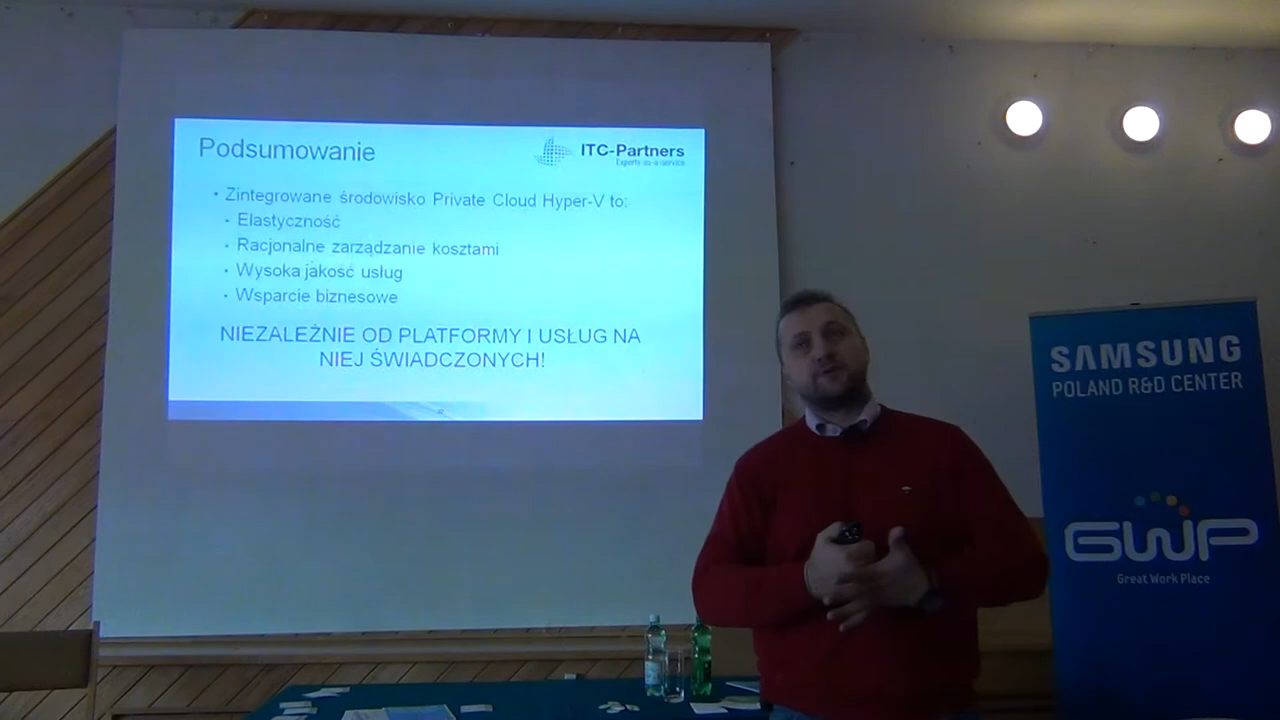 Podsumowanie
ITC-Partners
Experts-as-a-service
• Zintegrowane środowisko Private Cloud Hyper-V to:
- Elastyczność
- Racjonalne zarządzanie kosztami
- Wysoka jakość usług
- Wsparcie biznesowe
NIEZALEŻNIE OD PLATFORMY I USŁUG NA
NIEJ ŚWIADCZONYCH!
SAMSUNG
POLAND R&D CENTER
GWP
Great Work Place